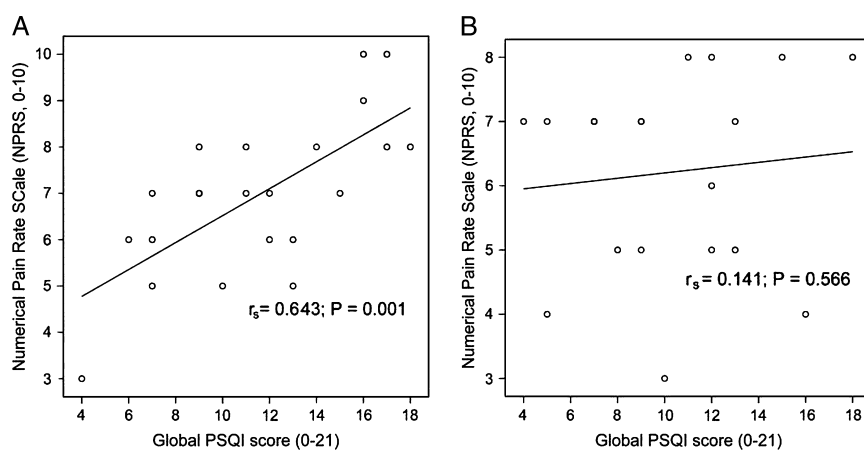 A
Numerical Pain Rate SCale (NPRS, 0-10)
10
9
8
7
6
5
4
3
r_s = 0.643; P = 0.001
4 6 8 10 12 14 16 18
Global PSQI score (0-21)
B
Numerical Pain Rate Scale (NPRS, 0-10)
8
7
6
5
4
3
r_s = 0.141; P = 0.566
4 6 8 10 12 14 16 18
Global PSQI score (0-21)